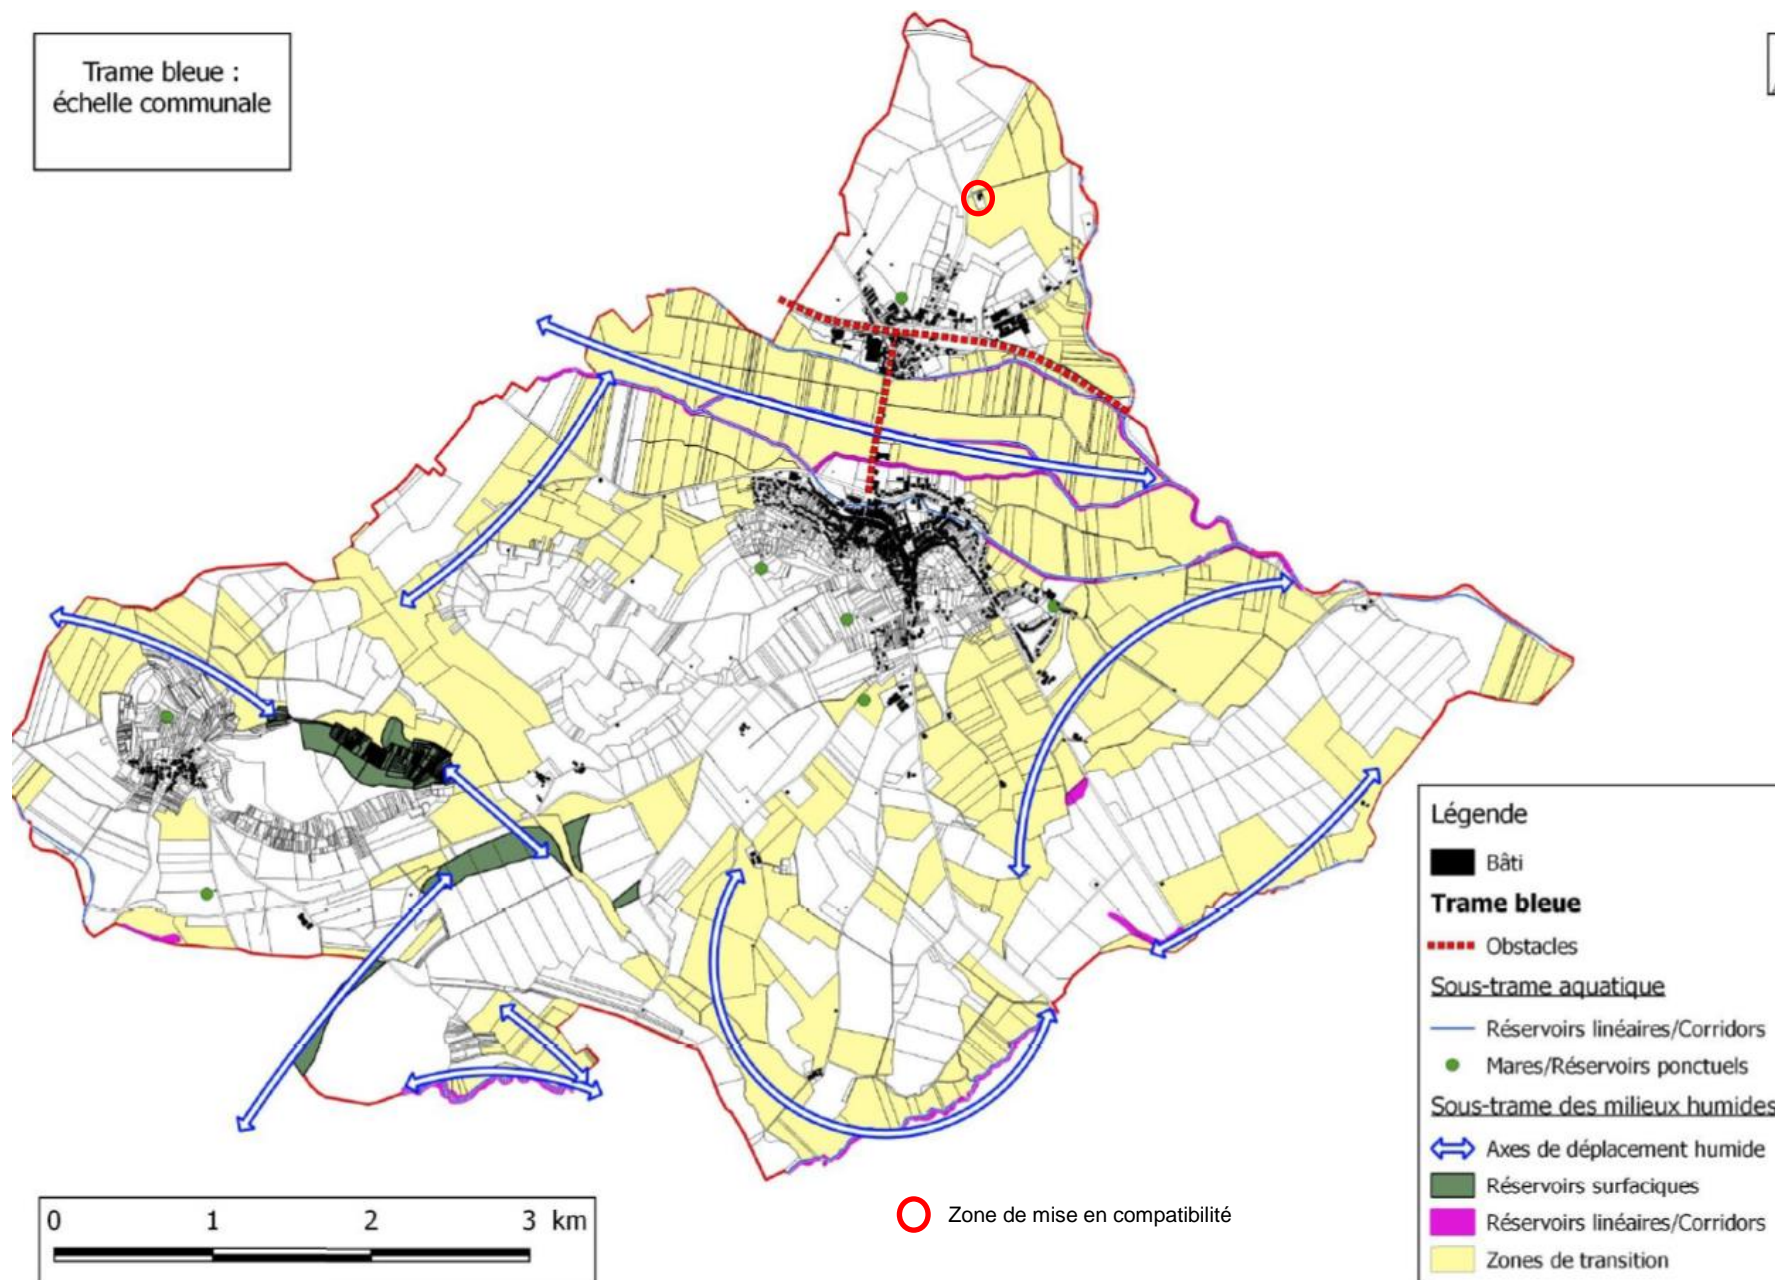 Trame bleue :
échelle communale
Légende
Bâti
Trame bleue
Obstacles
Sous-trame aquatique
Réservoirs linéaires/Corridors
Mares/Réservoirs ponctuels
Sous-trame des milieux humides
Axes de déplacement humide
Réservoirs surfaciques
Réservoirs linéaires/Corridors
Zones de transition
0 1 2 3 km
Zone de mise en compatibilité